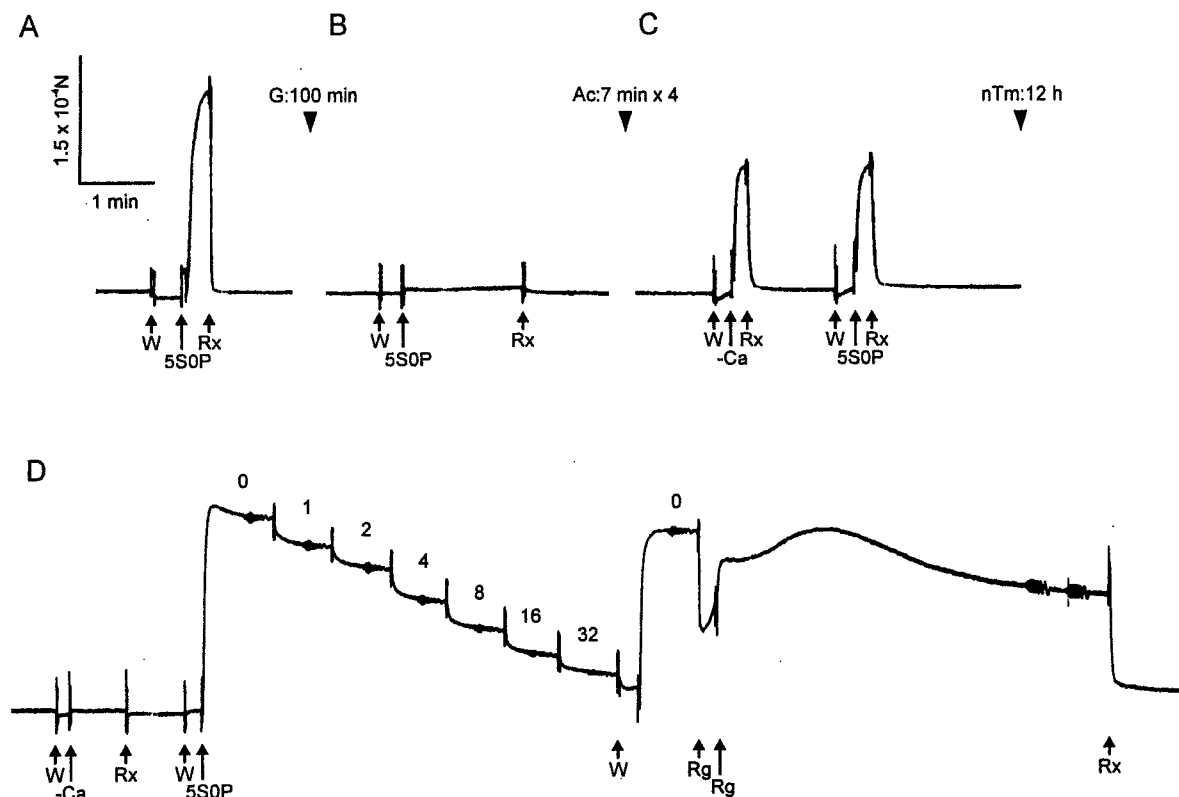 A
B
C
1.5 x 10-4N
1 min
G:100 min
Ac:7 min x 4
nTm:12 h
W
5S0P
Rx
W
5S0P
Rx
W
-Ca
Rx
W
5S0P
Rx
D
0
1
2
4
8
16
32
0
W
-Ca
Rx
W
5S0P
W
Rg
Rg
Rx